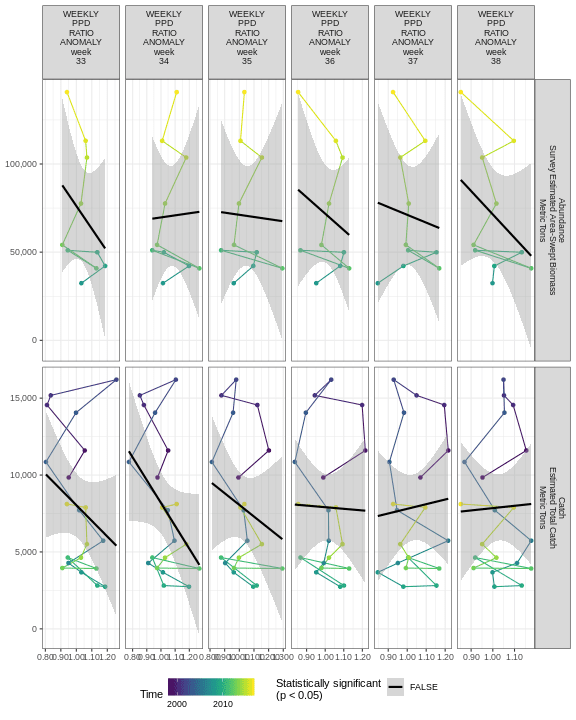 WEEKLY
PPD
RATIO
ANOMALY
week
33
WEEKLY
PPD
RATIO
ANOMALY
week
34
WEEKLY
PPD
RATIO
ANOMALY
week
35
WEEKLY
PPD
RATIO
ANOMALY
week
36
WEEKLY
PPD
RATIO
ANOMALY
week
37
WEEKLY
PPD
RATIO
ANOMALY
week
38
100,000
50,000
0
Abundance
Survey Estimated Area-Swept Biomass
Metric Tons
15,000
10,000
5,000
0
Catch
Estimated Total Catch
Metric Tons
0.80 0.90 1.00 1.10 1.20
0.80 0.90 1.00 1.10 1.20
0.80 0.90 1.00 1.10 1.20 1.300
0.90 1.00 1.10 1.20
0.90 1.00 1.10 1.20
0.90 1.00 1.10
Time
2000 2010
Statistically significant
(p < 0.05)
FALSE